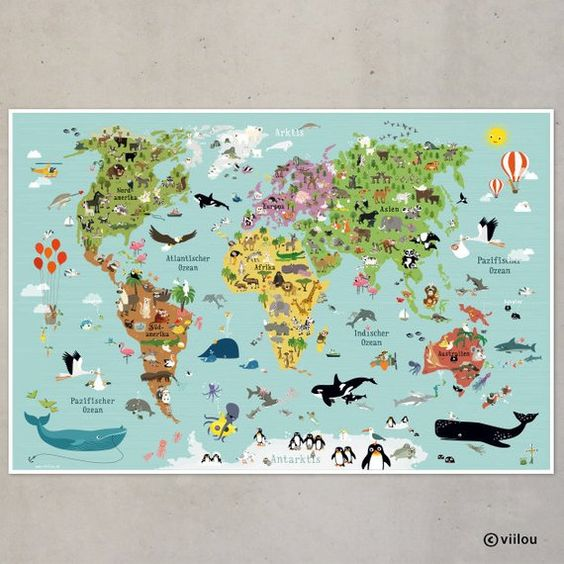 Arktis
Nord-
amerika
Europa
Asien
Atlantischer
Ozean
Pazifischer
Ozean
Afrika
Süd-
amerika
Indischer
Ozean
Australien
Pazifischer
Ozean
Antarktis
© viilou